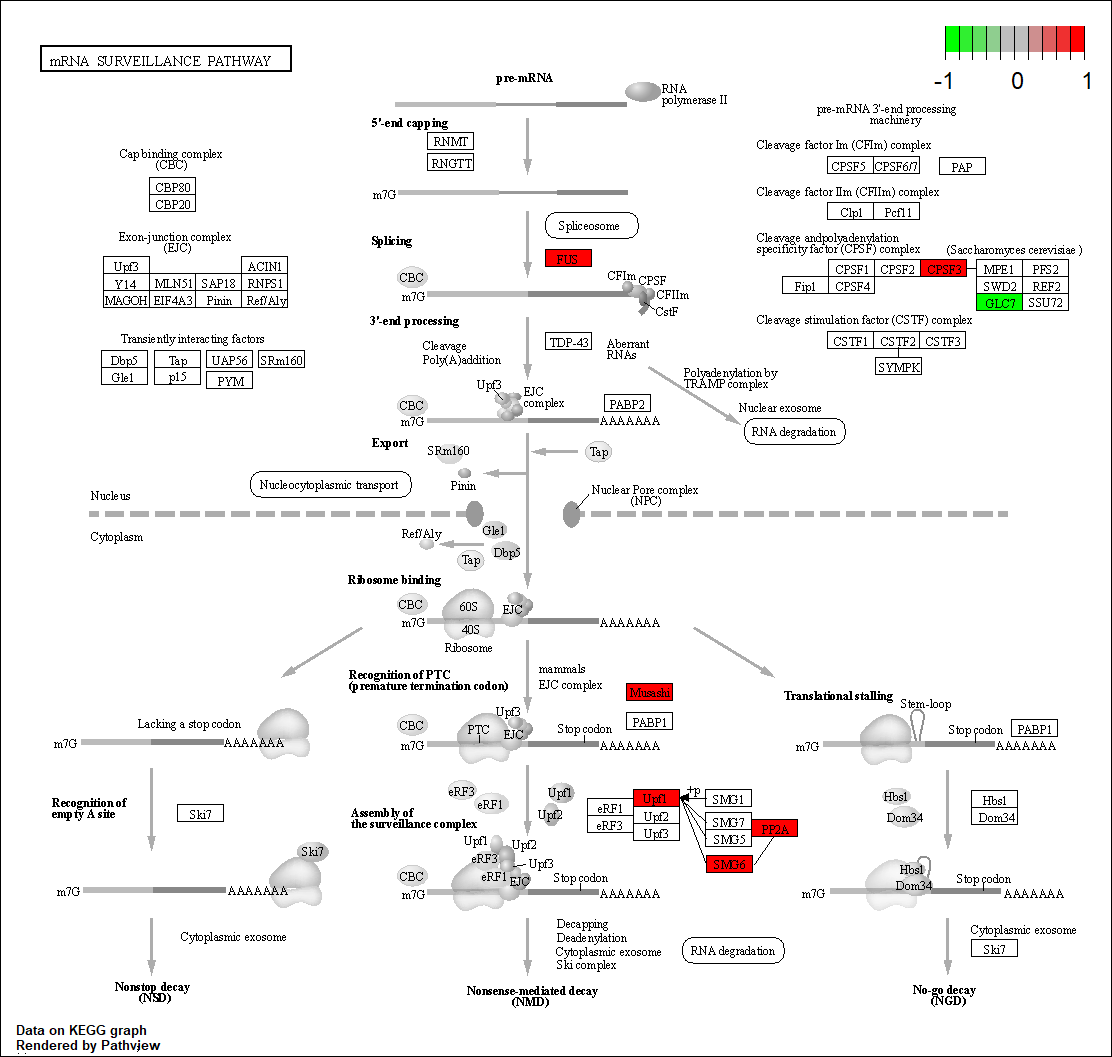 mRNA SURVEILLANCE PATHWAY
-1 0 1
pre-mRNA
RNA
polymerase II
5'-end capping
RNMT
RNGTT
m7G
Cap binding complex
(CBC)
CBP80
CBP20
Exon-junction complex
(EJC)
Upf3 ACIN1
Y14 MLN51 SAP18 RNPS1
MAGOH EIF4A3 Pinin Ref/Aly
Transiently interacting factors
Dbp5 Tap UAP56 SRm160
Gle1 p15 PYM
pre-mRNA 3'-end processing
machinery
Cleavage factor Im (CFIm) complex
CPSF5 CPSF6/7 PAP
Cleavage factor IIm (CFIIm) complex
Clp1 Pcf11
Cleavage andpolyadenylation
specificity factor (CPSF) complex (Saccharomyces cerevisiae)
CPSF1 CPSF2 CPSF3 MPE1 PFS2
Fip1 CPSF4 SWD2 REF2
GLC7 SSU72
Cleavage stimulation factor (CSTF) complex
CSTF1 CSTF2 CSTF3
SYMPK
Spliceosome
Splicing
FUS
CBC
m7G
CFIm CPSF
CFIIm
CstF
3'-end processing
Cleavage
Poly(A)addition
TDP-43
Aberrant
RNAs
Polyadenylation by
TRAMP complex
Nuclear exosome
RNA degradation
Upf3
EJC
complex
CBC
m7G
PABP2
AAAAAAA
Export
SRm160
Tap
Pinin
Nucleocytoplasmic transport
Nucleus
Nuclear Pore complex
(NPC)
Cytoplasm
Ref/Aly
Gle1
Dbp5
Tap
Ribosome binding
CBC
m7G
60S
40S
EJC
AAAAAAA
Ribosome
Recognition of PTC
(premature termination codon)
mammals
EJC complex
Musashi
PABP1
CBC
m7G
PTC
Upf3
EJC
Stop codon
AAAAAAA
Lacking a stop codon
m7G
AAAAAAA
Translational stalling
Stem-loop
m7G
Stop codon
PABP1
AAAAAAA
Recognition of
empty A site
Ski7
Ski7
m7G
AAAAAAA
Assembly of
the surveillance complex
eRF3
eRF1
Upf1
Upf2
eRF1 Upf1 +p SMG1
eRF3 Upf2 SMG7
Upf3 SMG5 PP2A
SMG6
Upf1
Upf2
eRF3
Upf3
eRF1
EJC
CBC
m7G
Stop codon
AAAAAAA
Hbs1
Dom34
Hbs1
Dom34
Hbs1
Dom34
m7G
Stop codon
AAAAAAA
Cytoplasmic exosome
Decapping
Deadenylation
Cytoplasmic exosome
Ski complex
RNA degradation
Cytoplasmic exosome
Ski7
Nonstop decay
(NSD)
Nonsense-mediated decay
(NMD)
No-go decay
(NGD)
Data on KEGG graph
Rendered by Pathview